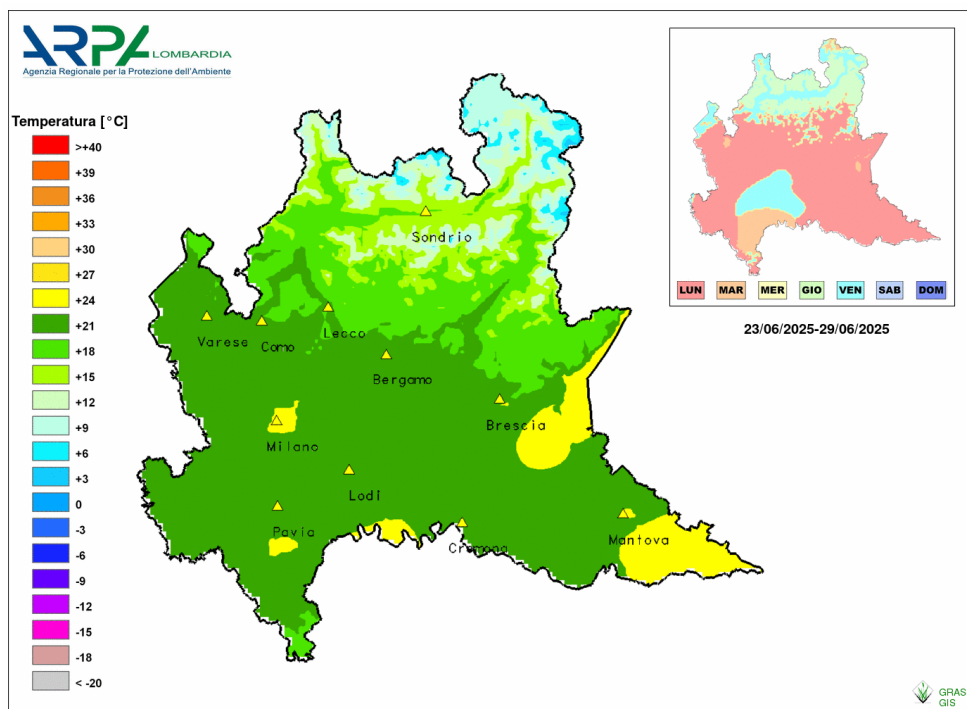 ARPA LOMBARDIA
Agenzia Regionale per la Protezione dell'Ambiente
Temperatura [°C]
>+40
+39
+36
+33
+30
+27
+24
+21
+18
+15
+12
+9
+6
+3
0
-3
-6
-9
-12
-15
-18
< -20
Sondrio
Lecco
Varese
Como
Bergamo
Brescia
Milano
Lodi
Pavia
Cremona
Mantova
LUN MAR MER GIO VEN SAB DOM
23/06/2025-29/06/2025
GRAS
GIS